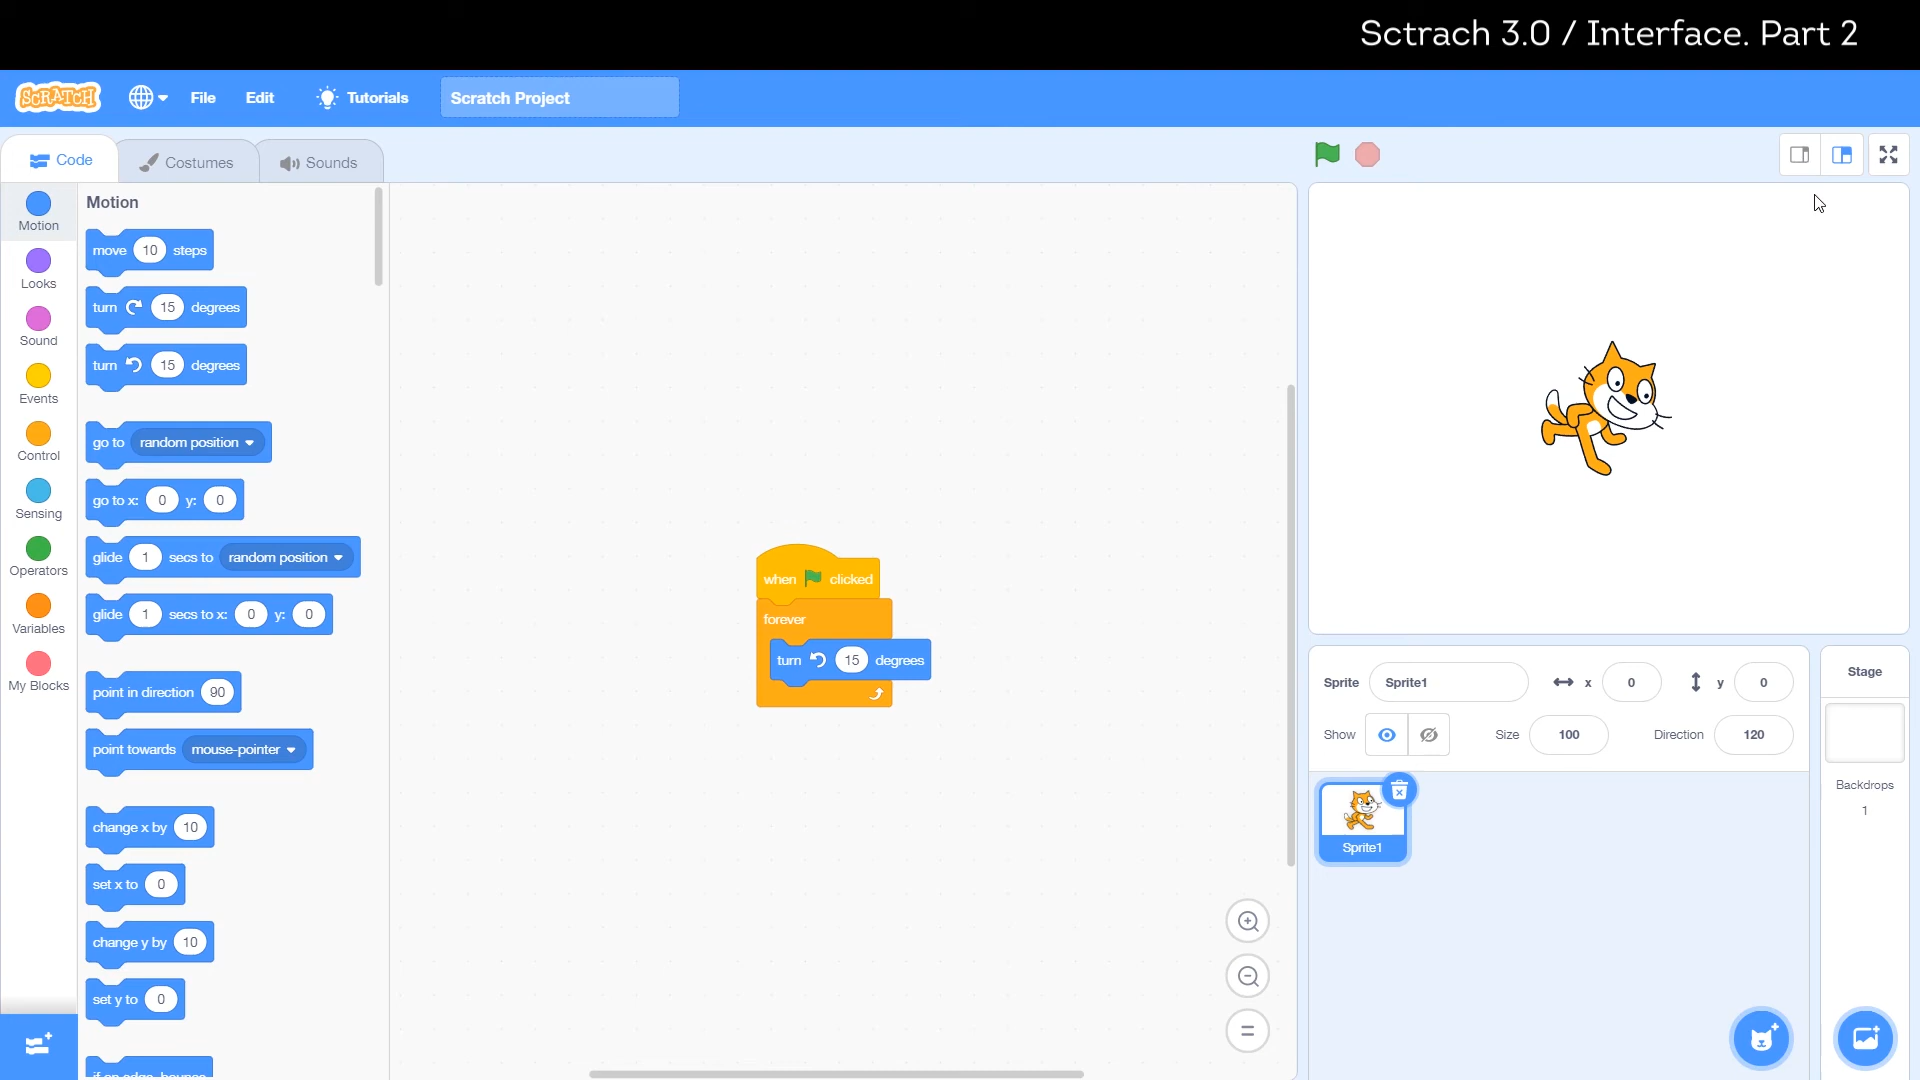 Sctrach 3.0 / Interface. Part 2
SCRATCH
File
Edit
Tutorials
Scratch Project
Code
Costumes
Sounds
Motion
Looks
Sound
Events
Control
Sensing
Operators
Variables
My Blocks
Motion
move 10 steps
turn 15 degrees
turn 15 degrees
go to random position
go to x: 0 y: 0
glide 1 secs to random position
glide 1 secs to x: 0 y: 0
point in direction 90
point towards mouse-pointer
change x by 10
set x to 0
change y by 10
set y to 0
if on edge, bounce
when clicked
forever
turn 15 degrees
Sprite Sprite1 x 0 y 0
Show Size 100 Direction 120
Sprite1
Stage
Backdrops
1